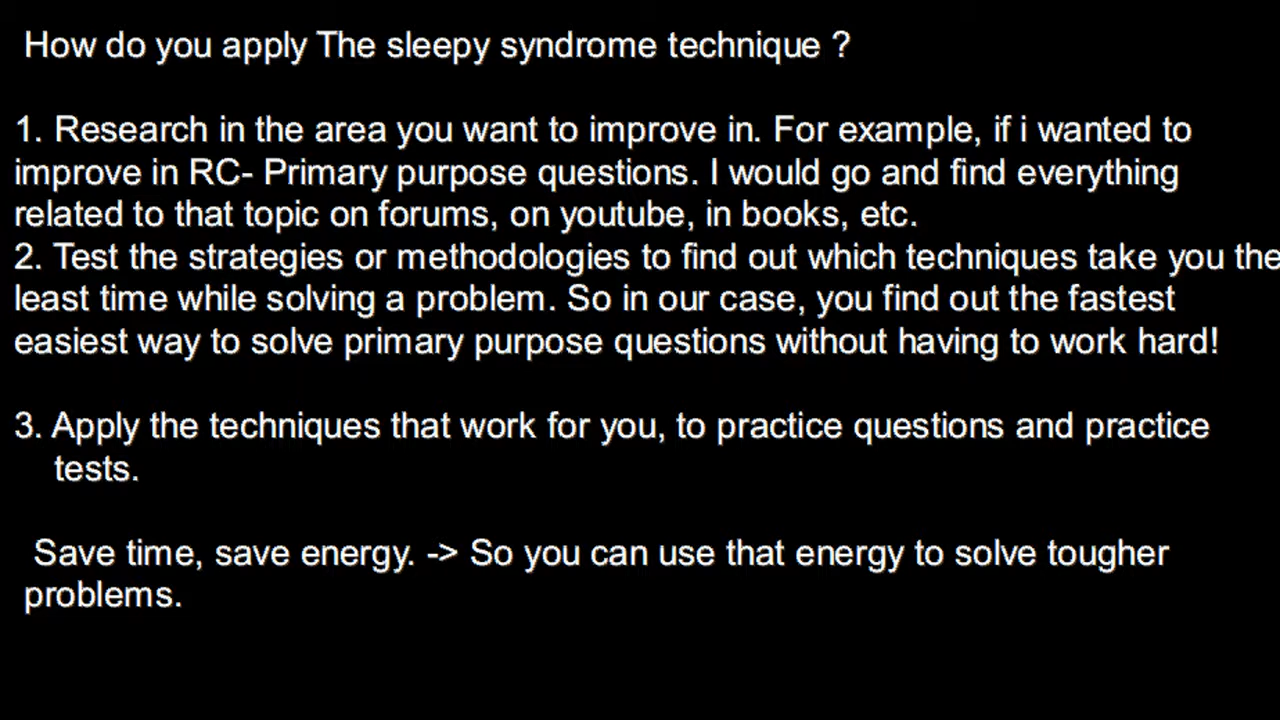 How do you apply The sleepy syndrome technique ?
1. Research in the area you want to improve in. For example, if i wanted to
improve in RC- Primary purpose questions. I would go and find everything
related to that topic on forums, on youtube, in books, etc.
2. Test the strategies or methodologies to find out which techniques take you the
least time while solving a problem. So in our case, you find out the fastest
easiest way to solve primary purpose questions without having to work hard!
3. Apply the techniques that work for you, to practice questions and practice
tests.
Save time, save energy. -> So you can use that energy to solve tougher
problems.